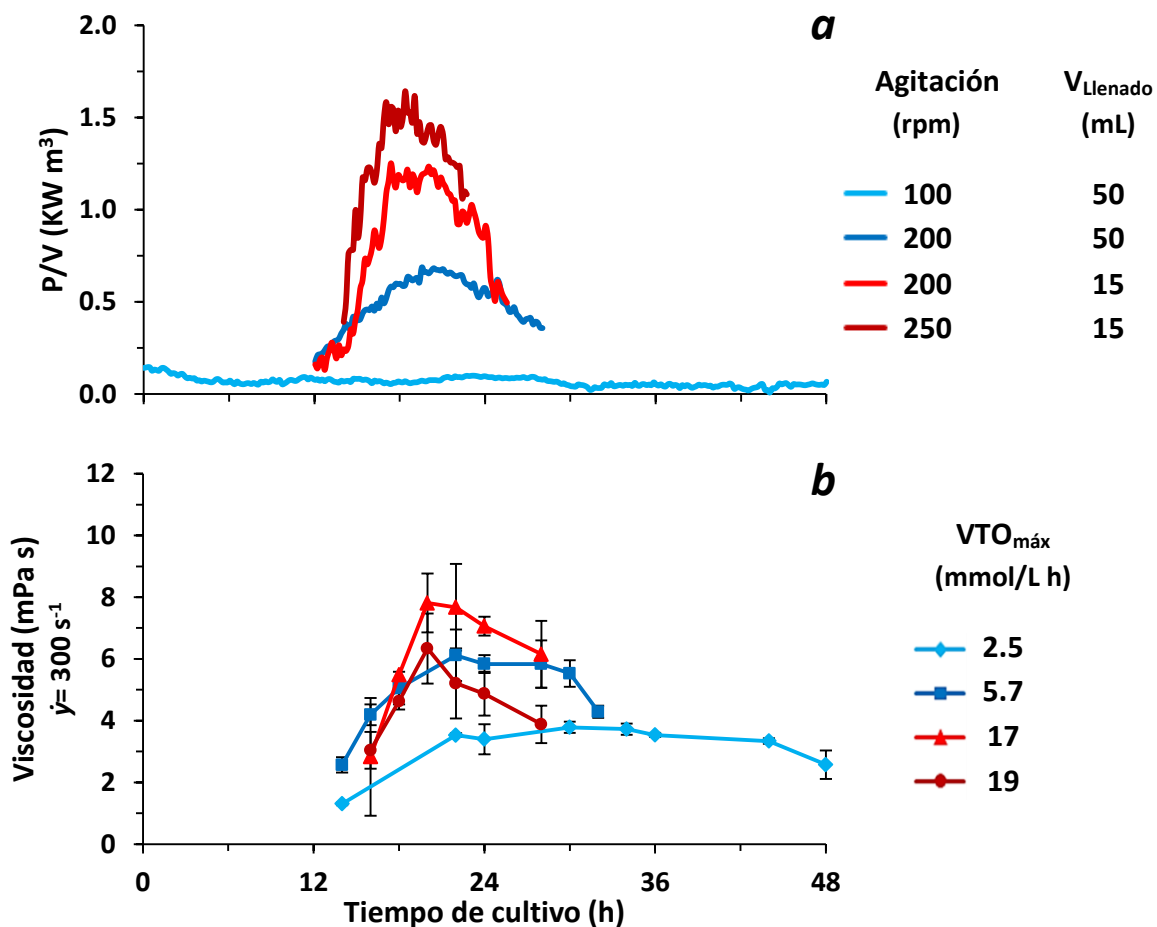 a
2.0
1.5
1.0
0.5
0.0
P/V (KW m³)
Agitación V_Llenado
(rpm) (mL)
100 50
200 50
200 15
250 15
b
12
10
8
6
4
2
0
Viscosidad (mPa s)
ẏ= 300 s⁻¹
0 12 24 36 48
Tiempo de cultivo (h)
VTOmáx
(mmol/L h)
2.5
5.7
17
19